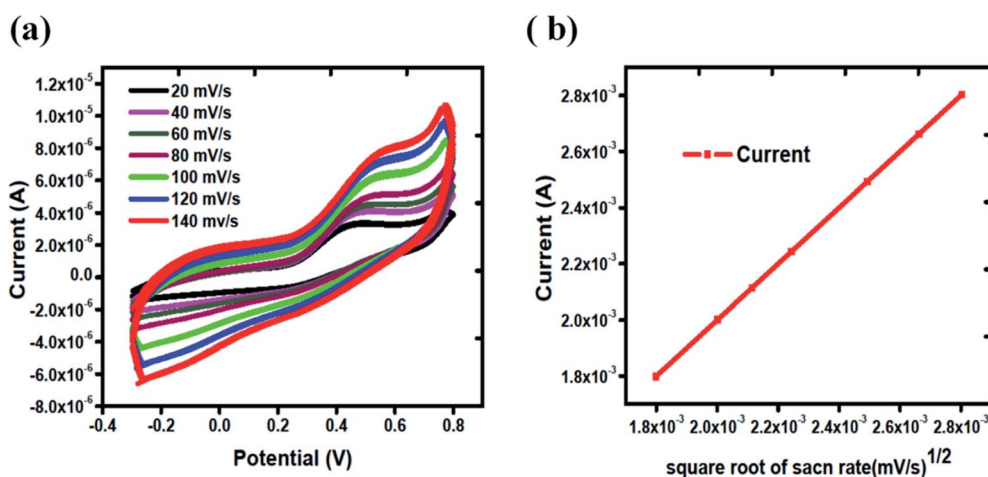 (a)
Current (A)
1.2x10⁻⁵
1.0x10⁻⁵
8.0x10⁻⁶
6.0x10⁻⁶
4.0x10⁻⁶
2.0x10⁻⁶
0.0
-2.0x10⁻⁶
-4.0x10⁻⁶
-6.0x10⁻⁶
-8.0x10⁻⁶
20 mV/s
40 mV/s
60 mV/s
80 mV/s
100 mV/s
120 mV/s
140 mv/s
-0.4 -0.2 0.0 0.2 0.4 0.6 0.8
Potential (V)
( b)
Current (A)
2.8x10⁻³
2.6x10⁻³
2.4x10⁻³
2.2x10⁻³
2.0x10⁻³
1.8x10⁻³
Current
1.8x10⁻³ 2.0x10⁻³ 2.2x10⁻³ 2.4x10⁻³ 2.6x10⁻³ 2.8x10⁻³
square root of sacn rate(mV/s)¹ᐟ²